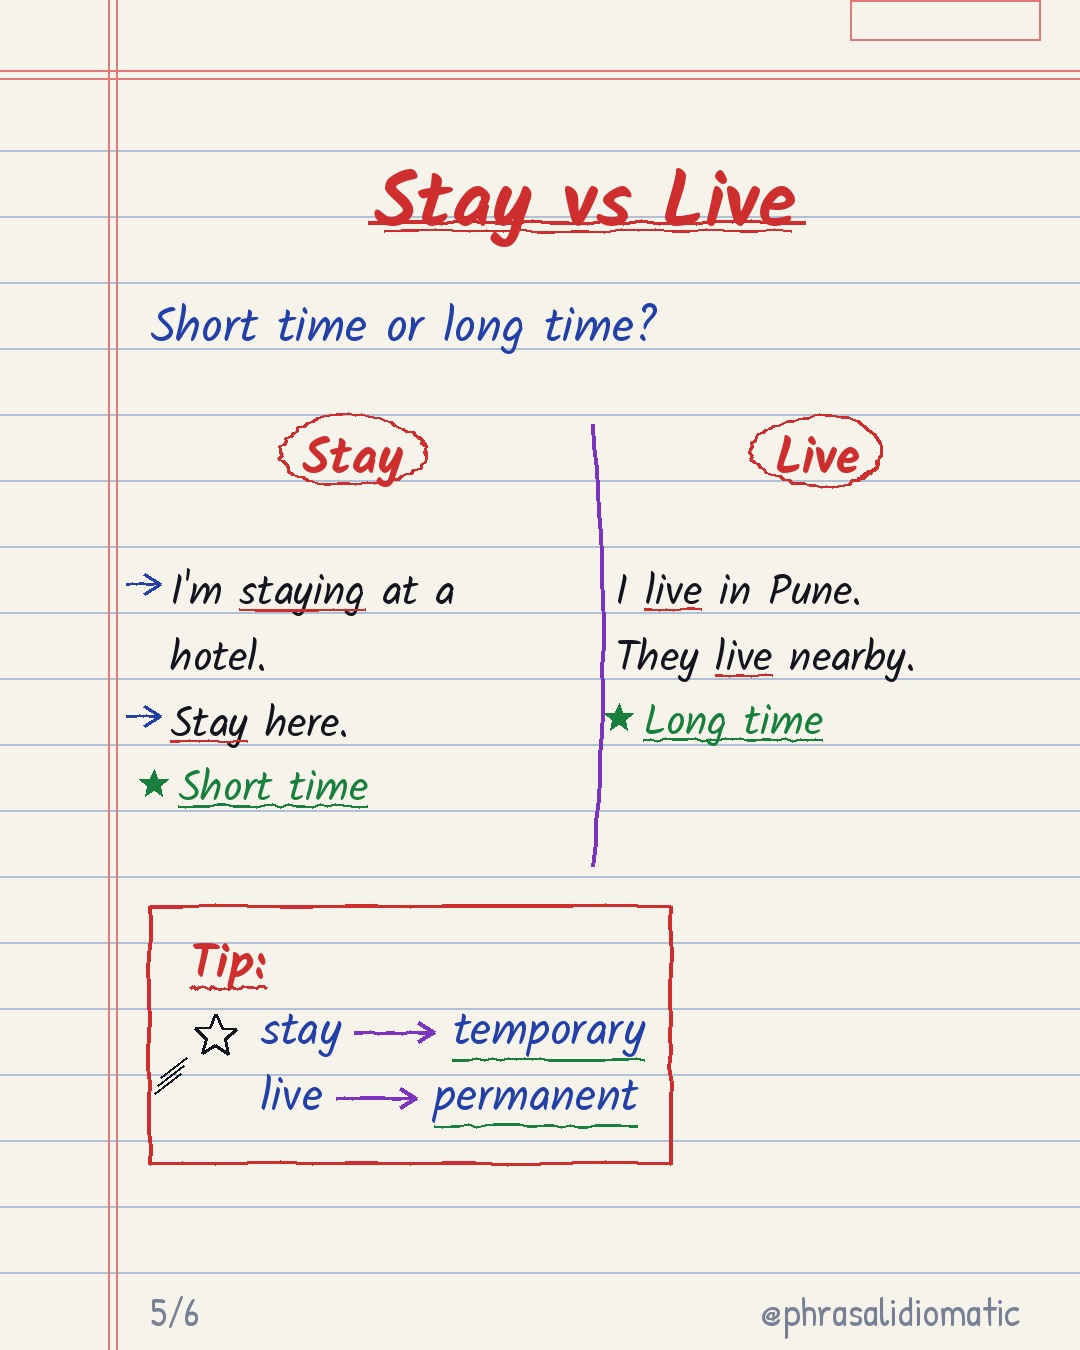 Stay vs Live
Short time or long time?
Stay
I'm staying at a
hotel.
Stay here.
Short time
Live
I live in Pune.
They live nearby.
Long time
Tip:
stay → temporary
live → permanent
5/6
@phrasalidiomatic